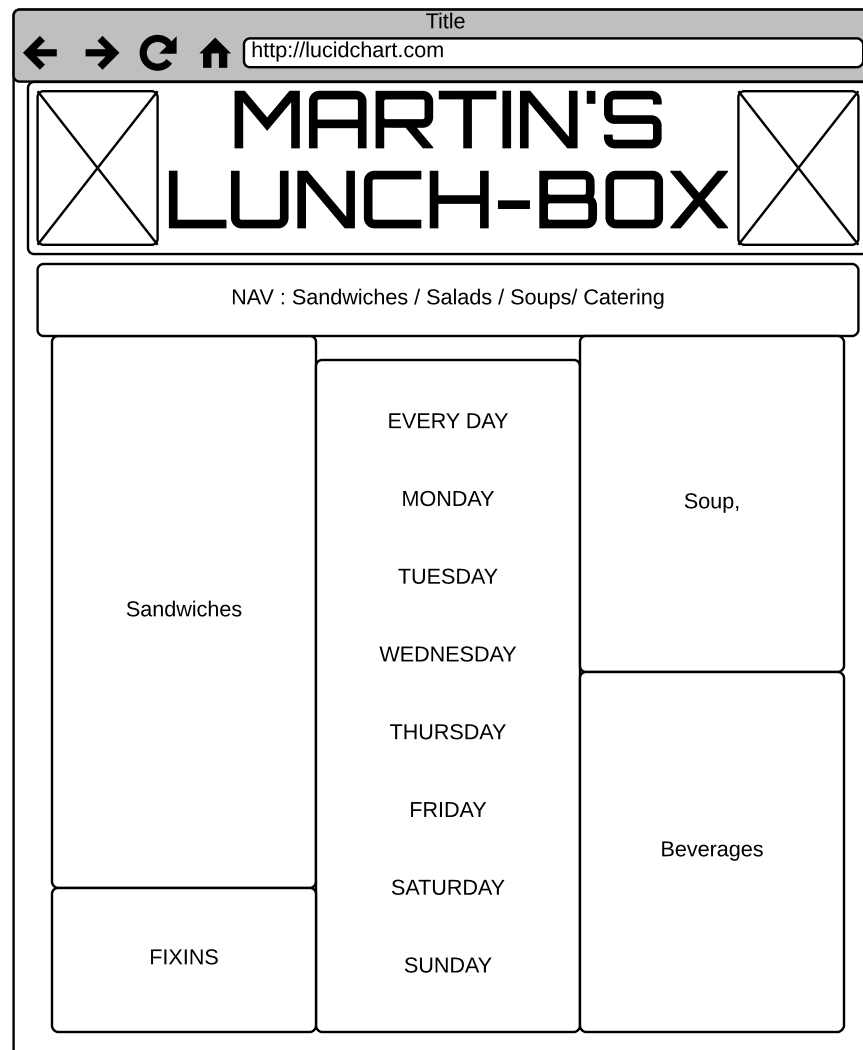 Title
http://lucidchart.com
MARTIN'S
LUNCH-BOX
NAV : Sandwiches / Salads / Soups/ Catering
Sandwiches
FIXINS
EVERY DAY
MONDAY
TUESDAY
WEDNESDAY
THURSDAY
FRIDAY
SATURDAY
SUNDAY
Soup,
Beverages